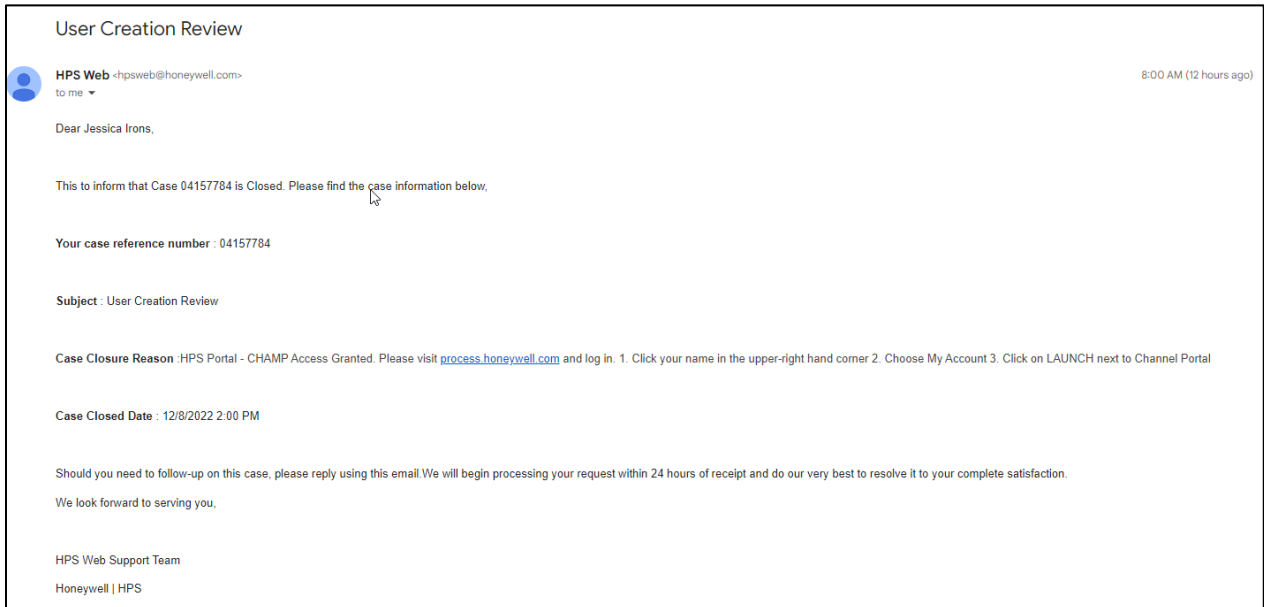 User Creation Review
HPS Web <hpsweb@honeywell.com>
8:00 AM (12 hours ago)
to me
Dear Jessica Irons,
This to inform that Case 04157784 is Closed. Please find the case information below,
Your case reference number : 04157784
Subject : User Creation Review
Case Closure Reason :HPS Portal - CHAMP Access Granted. Please visit process.honeywell.com and log in. 1. Click your name in the upper-right hand corner 2. Choose My Account 3. Click on LAUNCH next to Channel Portal
Case Closed Date : 12/8/2022 2:00 PM
Should you need to follow-up on this case, please reply using this email.We will begin processing your request within 24 hours of receipt and do our very best to resolve it to your complete satisfaction.
We look forward to serving you,
HPS Web Support Team
Honeywell | HPS